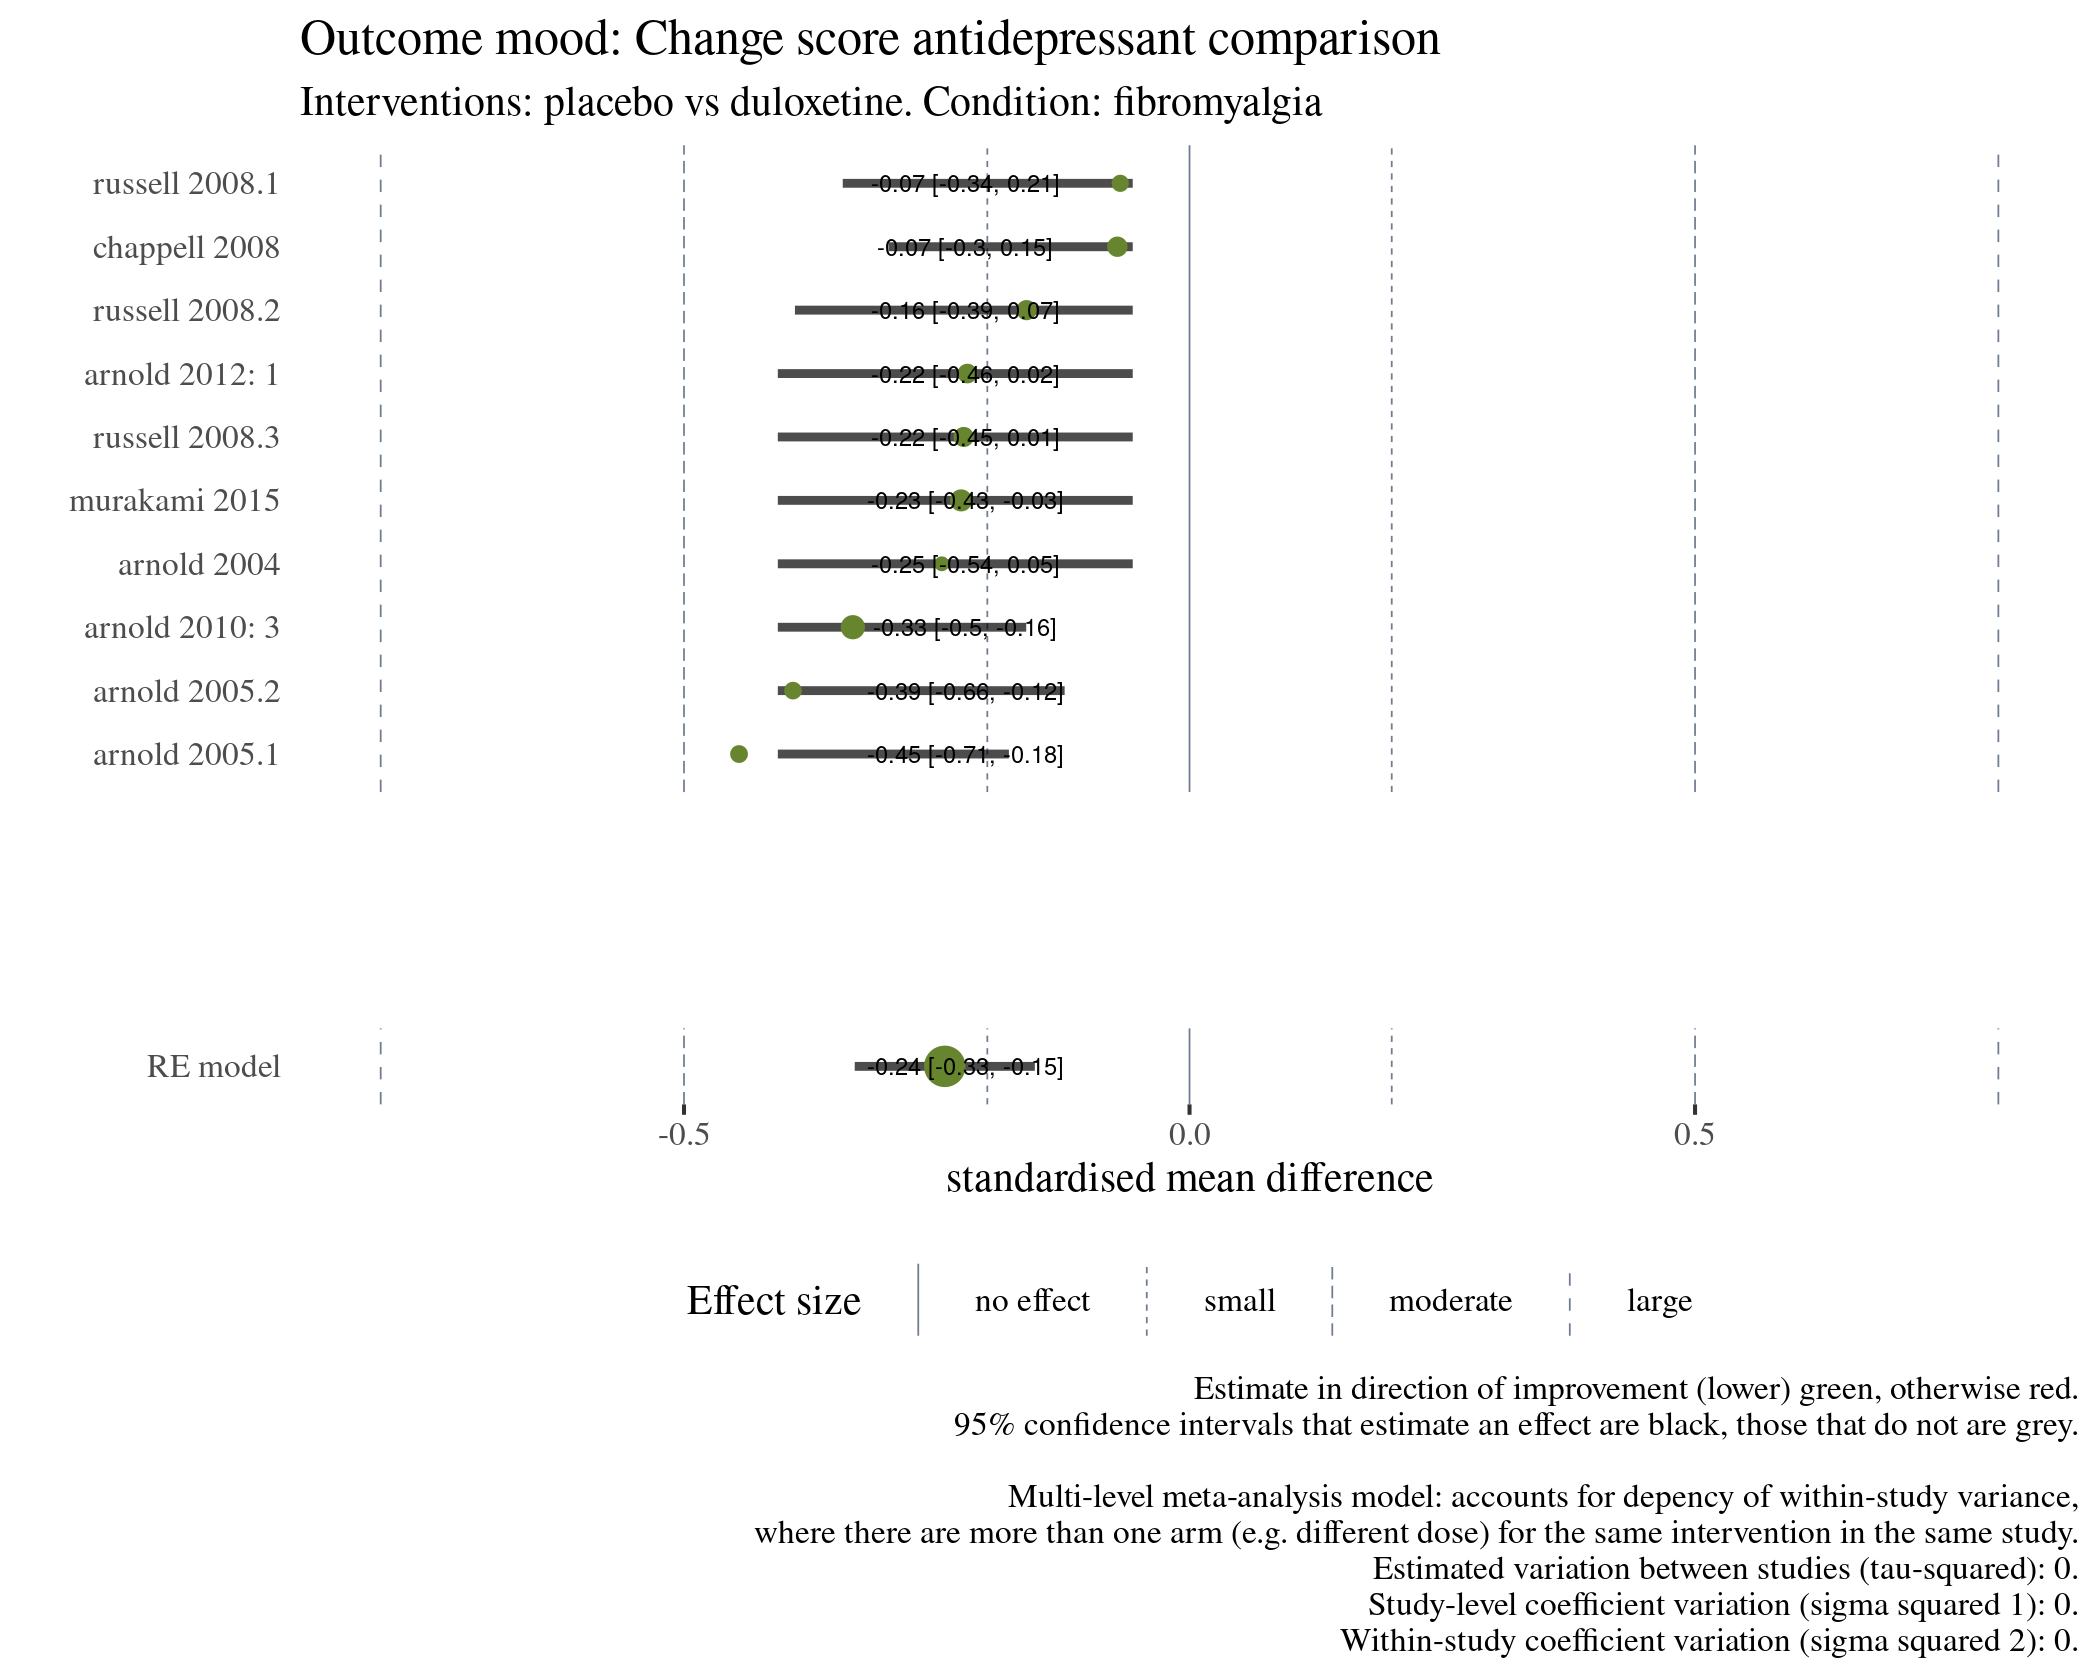 Outcome mood: Change score antidepressant comparison
Interventions: placebo vs duloxetine. Condition: fibromyalgia
russell 2008.1 -0.07 [-0.34, 0.21]
chappell 2008 -0.07 [-0.3, 0.15]
russell 2008.2 -0.16 [-0.39, 0.07]
arnold 2012: 1 -0.22 [-0.46, 0.02]
russell 2008.3 -0.22 [-0.45, 0.01]
murakami 2015 -0.23 [-0.43, -0.03]
arnold 2004 -0.25 [-0.54, 0.05]
arnold 2010: 3 -0.33 [-0.5, -0.16]
arnold 2005.2 -0.39 [-0.66, -0.12]
arnold 2005.1 -0.45 [-0.71, -0.18]
RE model -0.24 [-0.33, -0.15]
-0.5 0.0 0.5
standardised mean difference
Effect size no effect small moderate large
Estimate in direction of improvement (lower) green, otherwise red.
95% confidence intervals that estimate an effect are black, those that do not are grey.
Multi-level meta-analysis model: accounts for depency of within-study variance,
where there are more than one arm (e.g. different dose) for the same intervention in the same study.
Estimated variation between studies (tau-squared): 0.
Study-level coefficient variation (sigma squared 1): 0.
Within-study coefficient variation (sigma squared 2): 0.